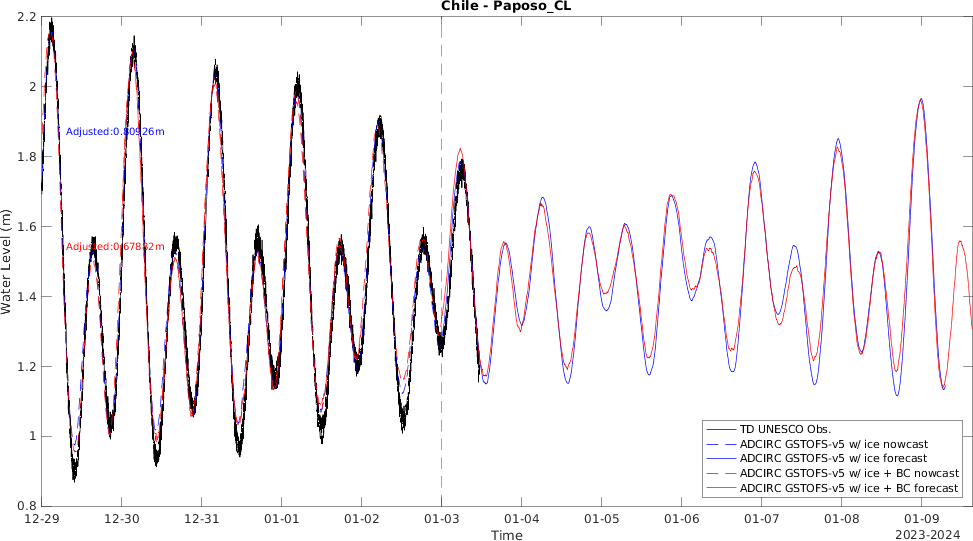 Chile - Paposo_CL
2.2
2
1.8
1.6
1.4
1.2
1
0.8
Water Level (m)
Adjusted:0.80926m
Adjusted:0.67882m
TD UNESCO Obs.
ADCIRC GSTOFS-v5 w/ ice nowcast
ADCIRC GSTOFS-v5 w/ ice forecast
ADCIRC GSTOFS-v5 w/ ice + BC nowcast
ADCIRC GSTOFS-v5 w/ ice + BC forecast
12-29 12-30 12-31 01-01 01-02 01-03 01-04 01-05 01-06 01-07 01-08 01-09
Time
2023-2024